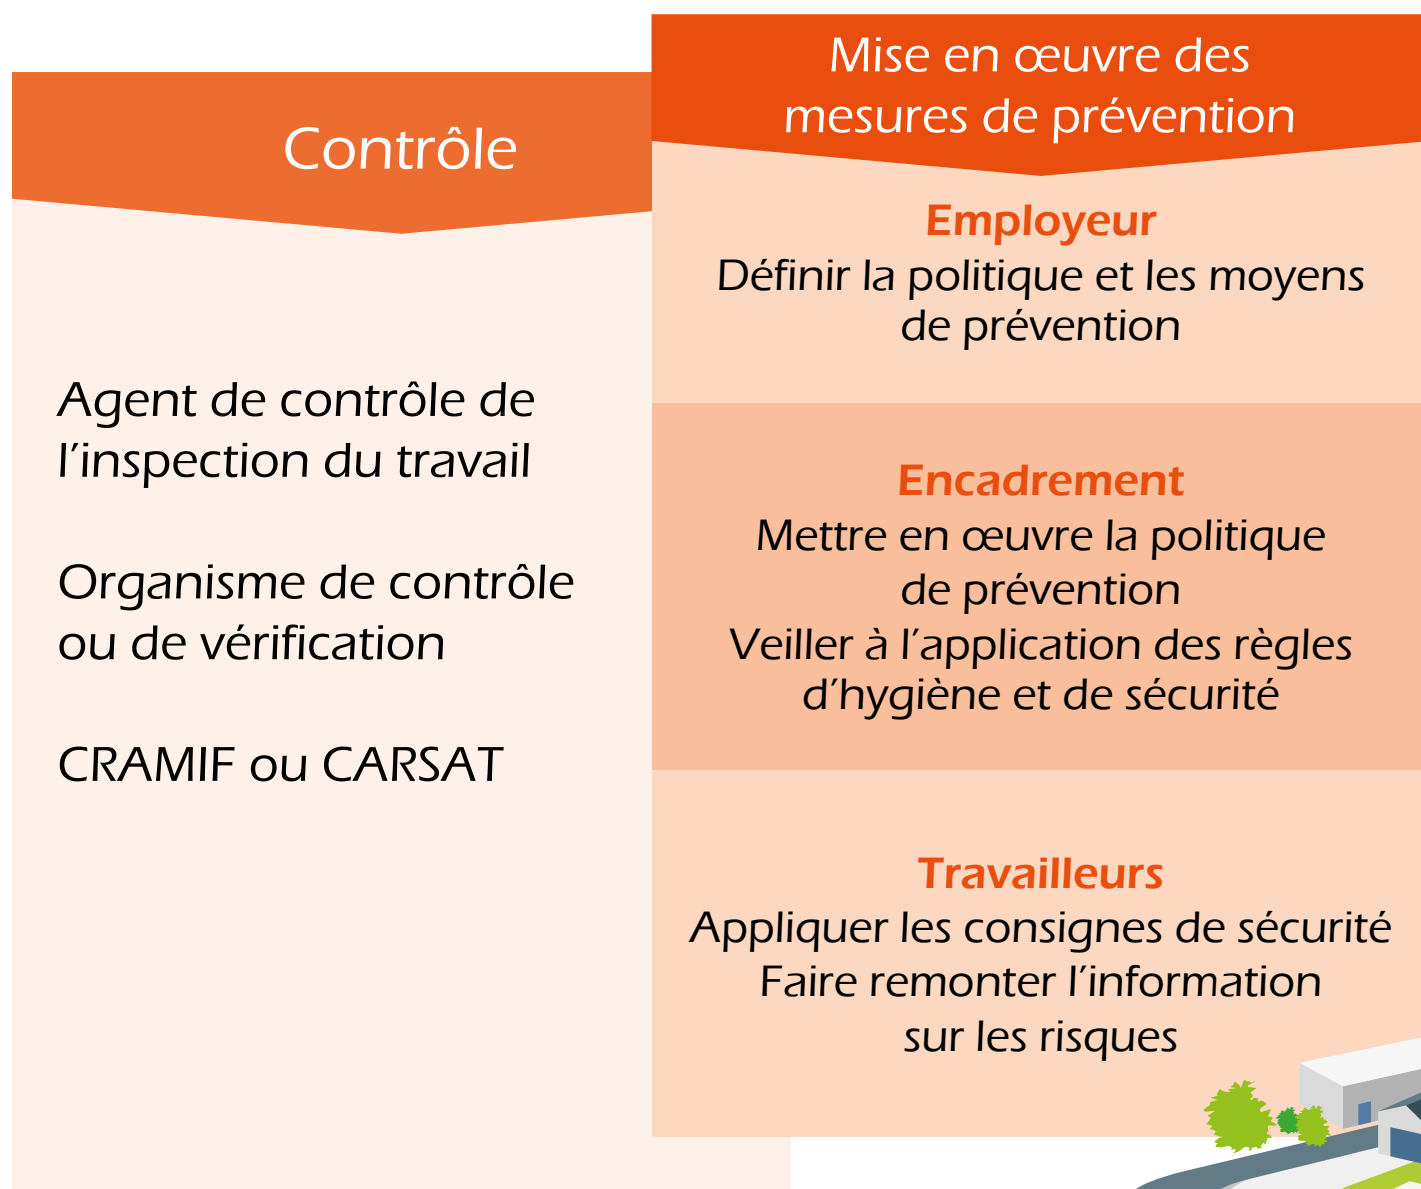 Contrôle
Agent de contrôle de
l’inspection du travail
Organisme de contrôle
ou de vérification
CRAMIF ou CARSAT
Mise en œuvre des
mesures de prévention
Employeur
Définir la politique et les moyens
de prévention
Encadrement
Mettre en œuvre la politique
de prévention
Veiller à l’application des règles
d’hygiène et de sécurité
Travailleurs
Appliquer les consignes de sécurité
Faire remonter l’information
sur les risques